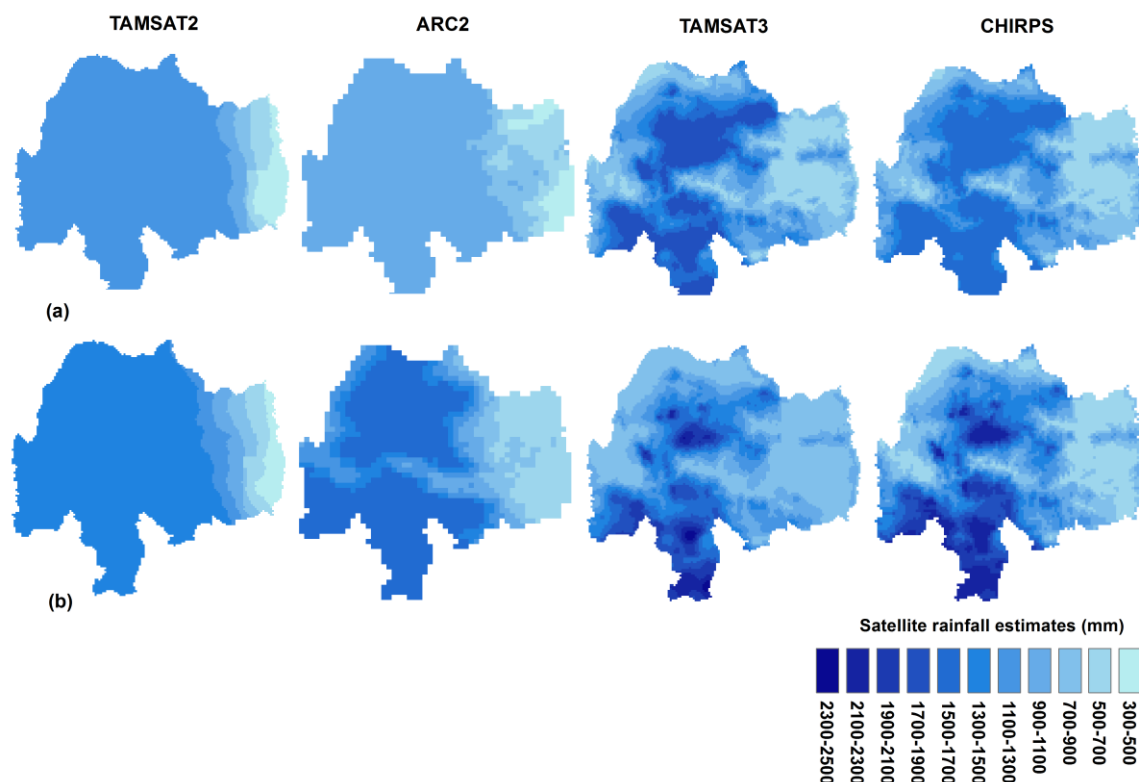 TAMSAT2 ARC2 TAMSAT3 CHIRPS
(a)
(b)
Satellite rainfall estimates (mm)
2300-2500
2100-2300
1900-2100
1700-1900
1500-1700
1300-1500
1100-1300
900-1100
700-900
500-700
300-500